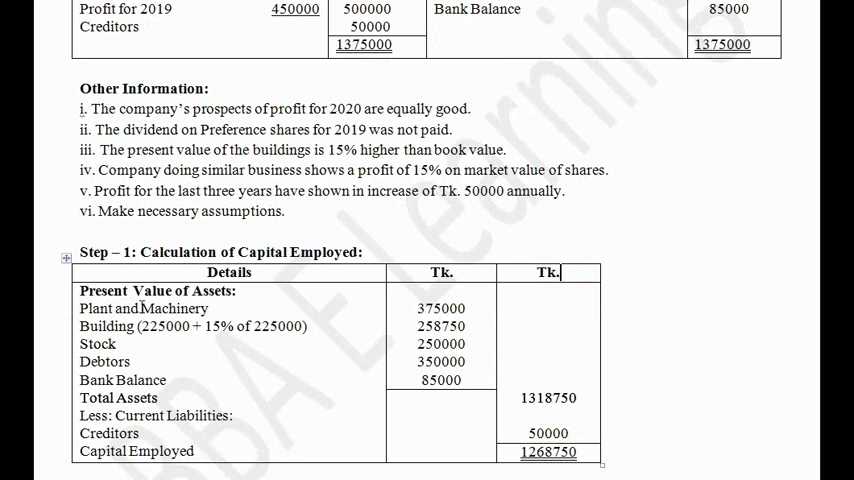 Profit for 2019 450000 500000 Bank Balance 85000
Creditors 50000
1375000 1375000
Other Information:
i. The company's prospects of profit for 2020 are equally good.
ii. The dividend on Preference shares for 2019 was not paid.
iii. The present value of the buildings is 15% higher than book value.
iv. Company doing similar business shows a profit of 15% on market value of shares.
v. Profit for the last three years have shown in increase of Tk. 50000 annually.
vi. Make necessary assumptions.
Step – 1: Calculation of Capital Employed:
Details Tk. Tk.
Present Value of Assets:
Plant and Machinery 375000
Building (225000 + 15% of 225000) 258750
Stock 250000
Debtors 350000
Bank Balance 85000
Total Assets 1318750
Less: Current Liabilities:
Creditors 50000
Capital Employed 1268750
BBA E Learning